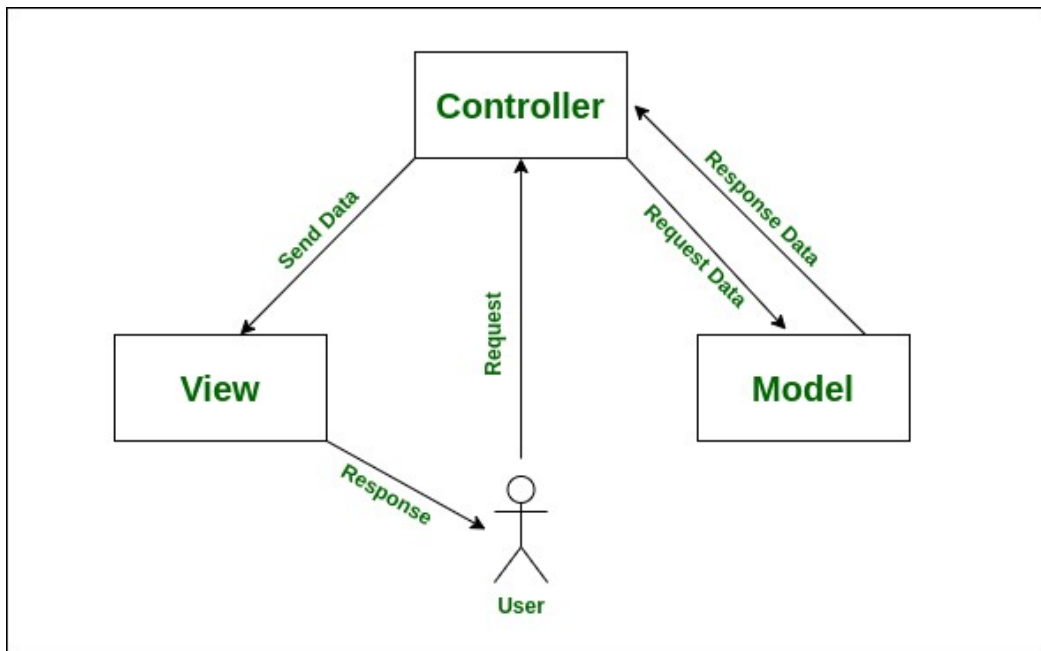 Controller
Send Data
Request
Request Data
Response Data
View
Model
Response
User